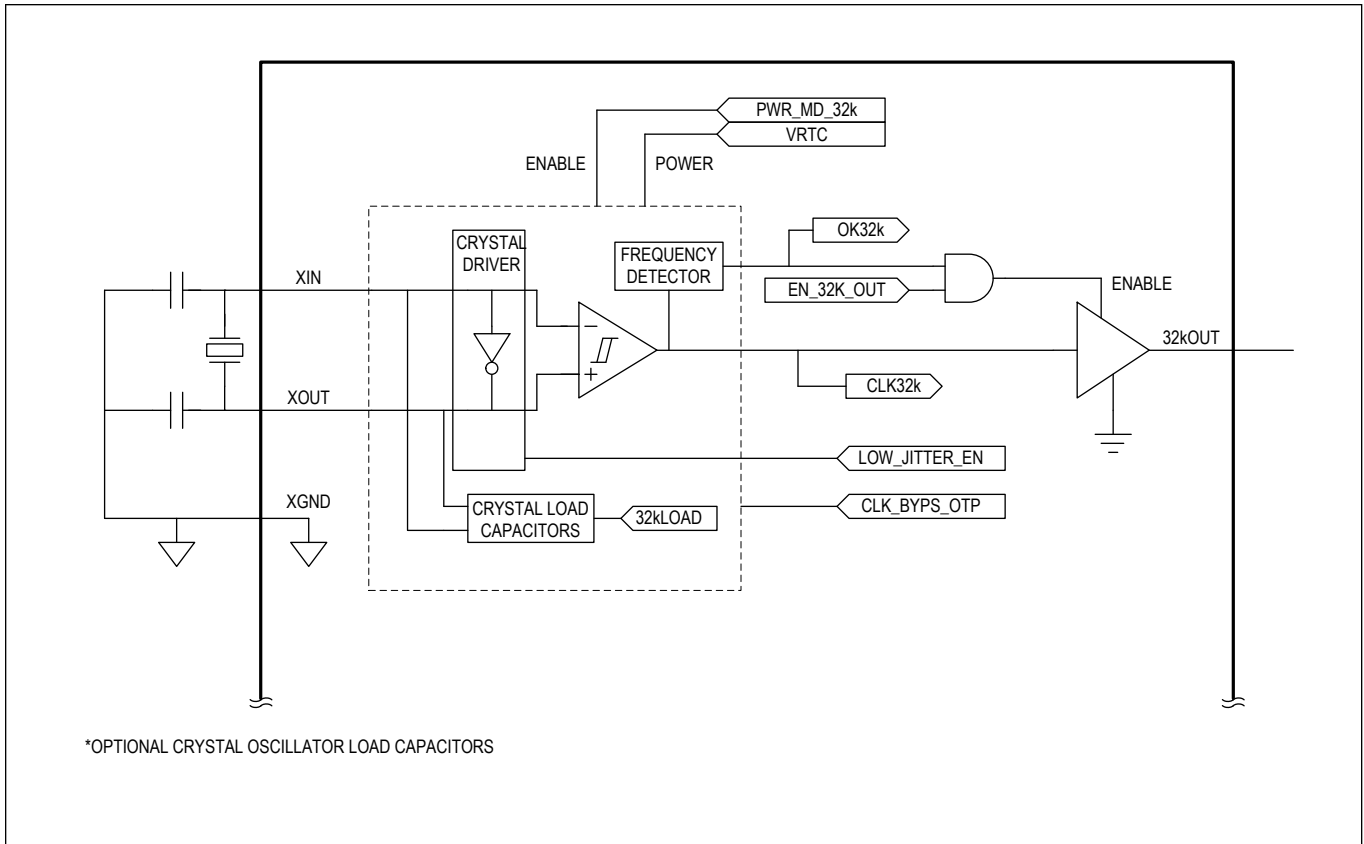 PWR_MD_32k
VRTC
ENABLE
POWER
OK32k
CRYSTAL
DRIVER
FREQUENCY
DETECTOR
XIN
EN_32K_OUT
ENABLE
32kOUT
CLK32k
XOUT
LOW_JITTER_EN
XGND
CRYSTAL LOAD
CAPACITORS
32kLOAD
CLK_BYPS_OTP
*OPTIONAL CRYSTAL OSCILLATOR LOAD CAPACITORS